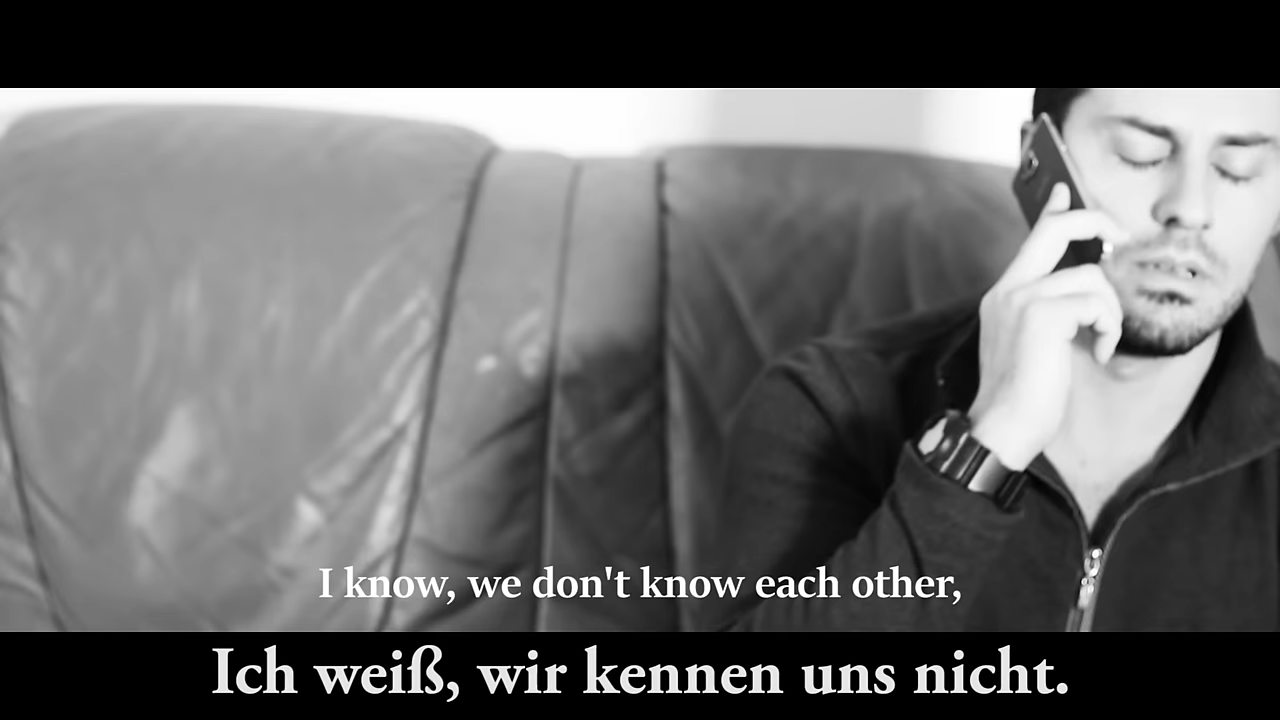 I know, we don't know each other,
Ich weiß, wir kennen uns nicht.